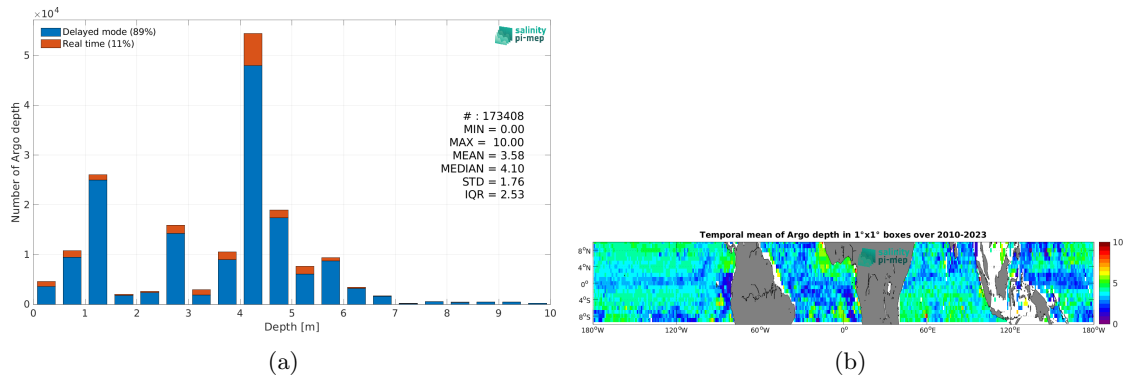 ×10⁴
Delayed mode (89%)
Real time (11%)
salinity
pi-mep
5
4
3
2
1
0
Number of Argo depth
# : 173408
MIN = 0.00
MAX = 10.00
MEAN = 3.58
MEDIAN = 4.10
STD = 1.76
IQR = 2.53
0 1 2 3 4 5 6 7 8 9 10
Depth [m]
(a)
Temporal mean of Argo depth in 1°x1° boxes over 2010-2023
salinity
pi-mep
8°N
4°N
0°
4°S
8°S
180°W 120°W 60°W 0° 60°E 120°E 180°W
10
5
0
(b)